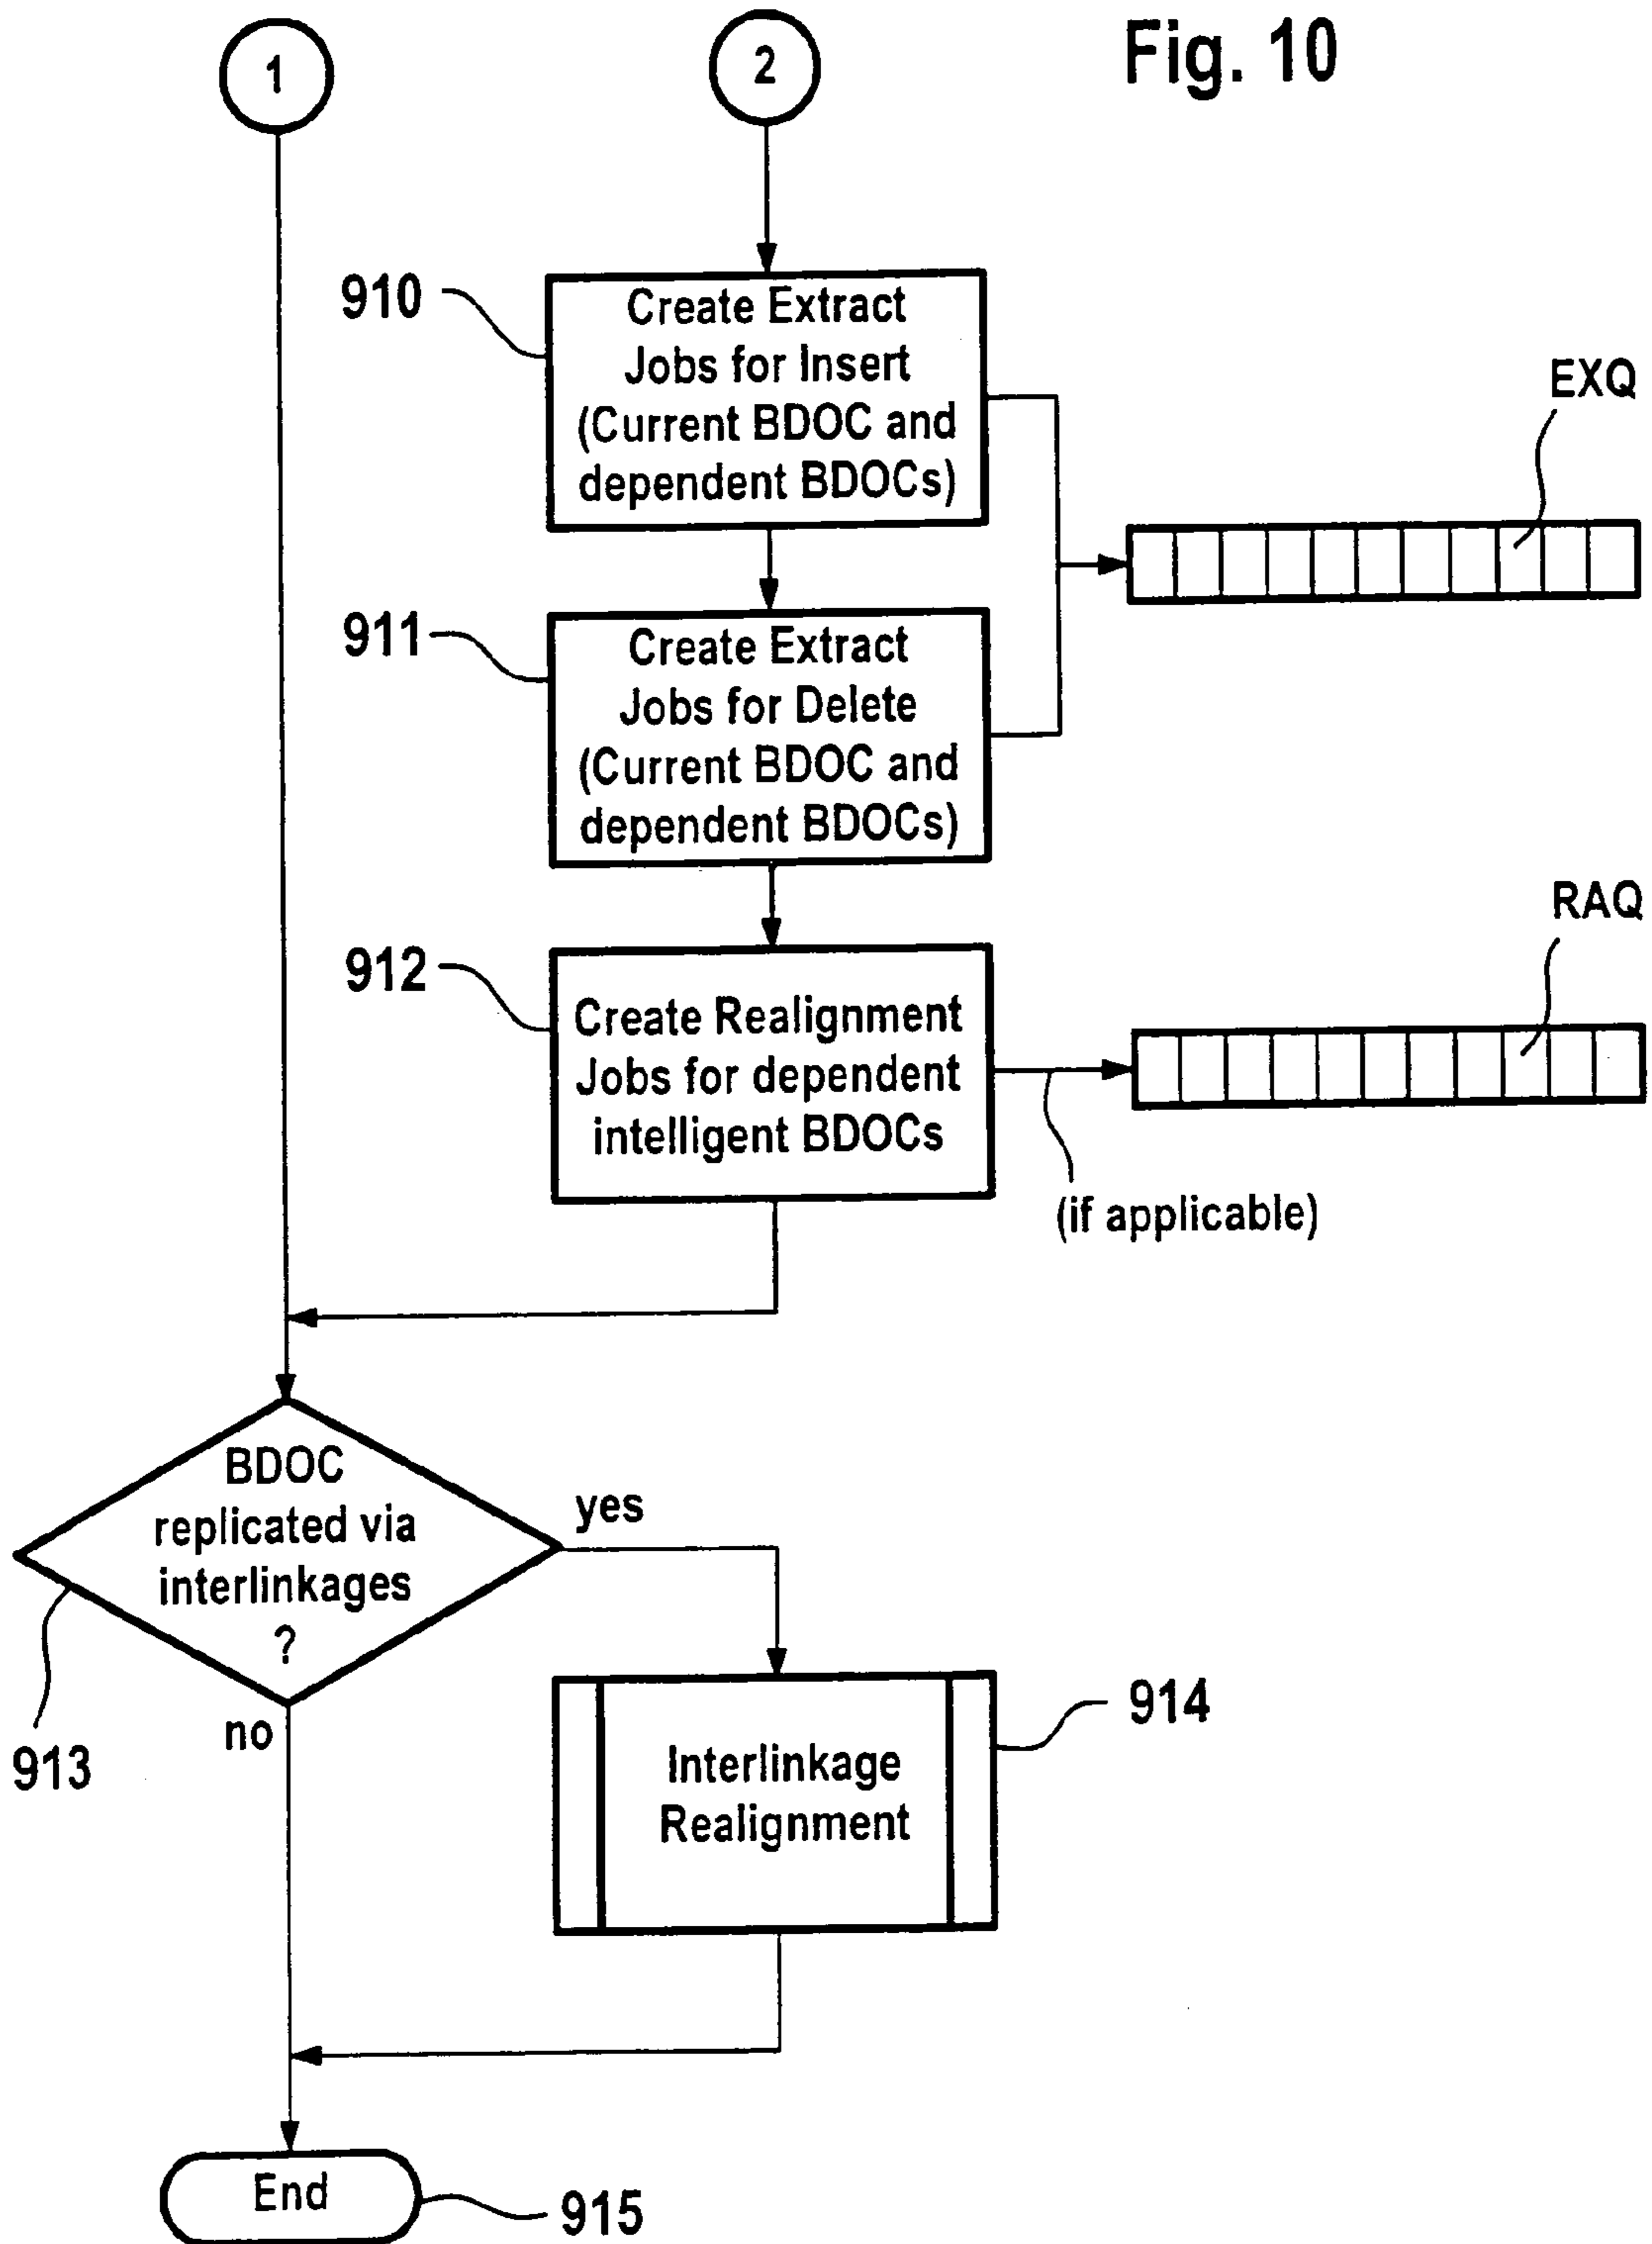 Fig. 10
1
2
910
Create Extract
Jobs for Insert
(Current BDOC and
dependent BDOCs)
EXQ
911
Create Extract
Jobs for Delete
(Current BDOC and
dependent BDOCs)
RAQ
912
Create Realignment
Jobs for dependent
intelligent BDOCs
(if applicable)
BDOC
replicated via
interlinkages
?
yes
no
913
914
Interlinkage
Realignment
End
915